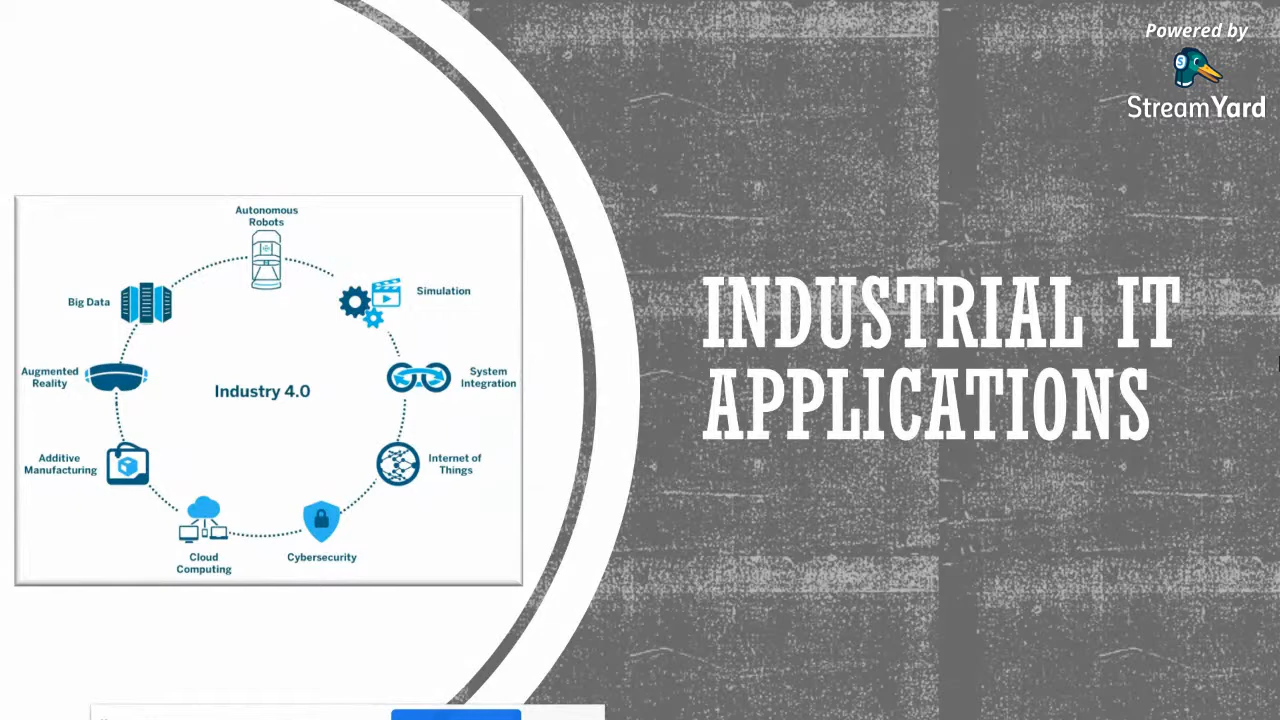 Powered by
StreamYard
Autonomous
Robots
Simulation
Big Data
System
Integration
Augmented
Reality
Industry 4.0
Internet of
Things
Additive
Manufacturing
Cybersecurity
Cloud
Computing
INDUSTRIAL IT
APPLICATIONS